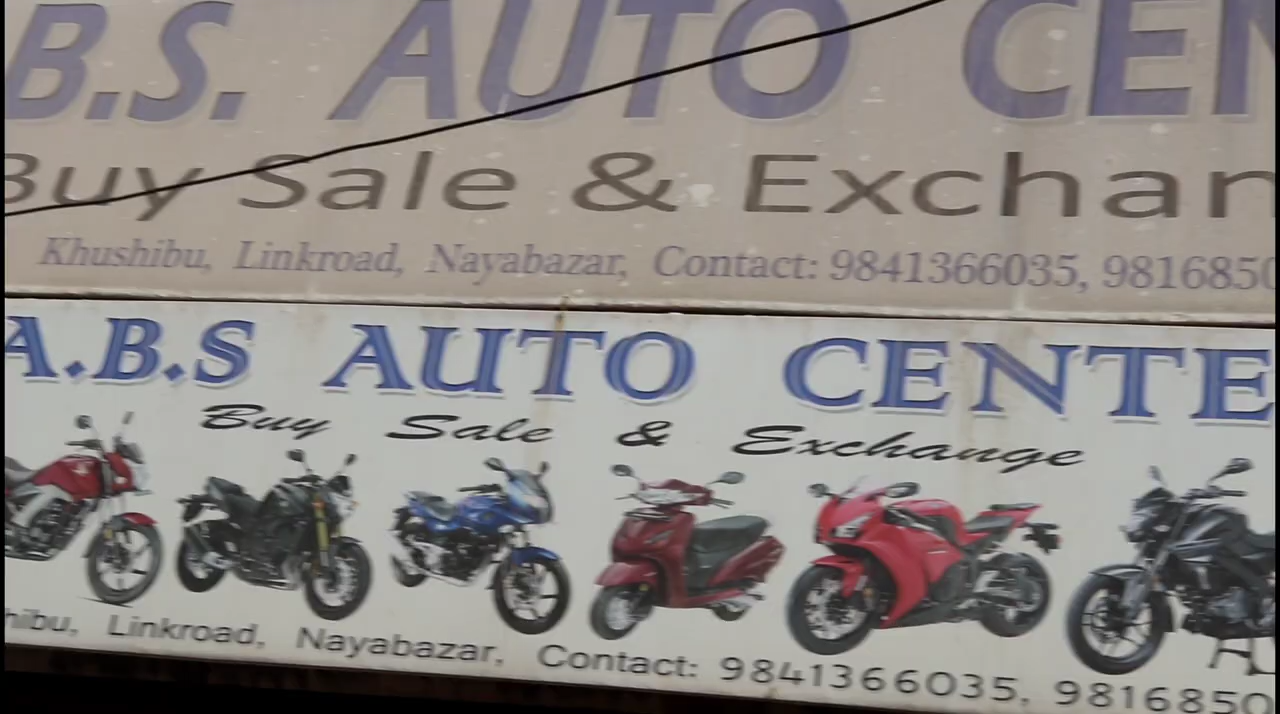 B.S. AUTO CEN
Buy Sale & Exchan
Khushibu, Linkroad, Nayabazar, Contact: 9841366035, 9816850
A.B.S AUTO CENTE
Buy Sale & Exchange
hibu, Linkroad, Nayabazar, Contact: 9841366035, 9816850